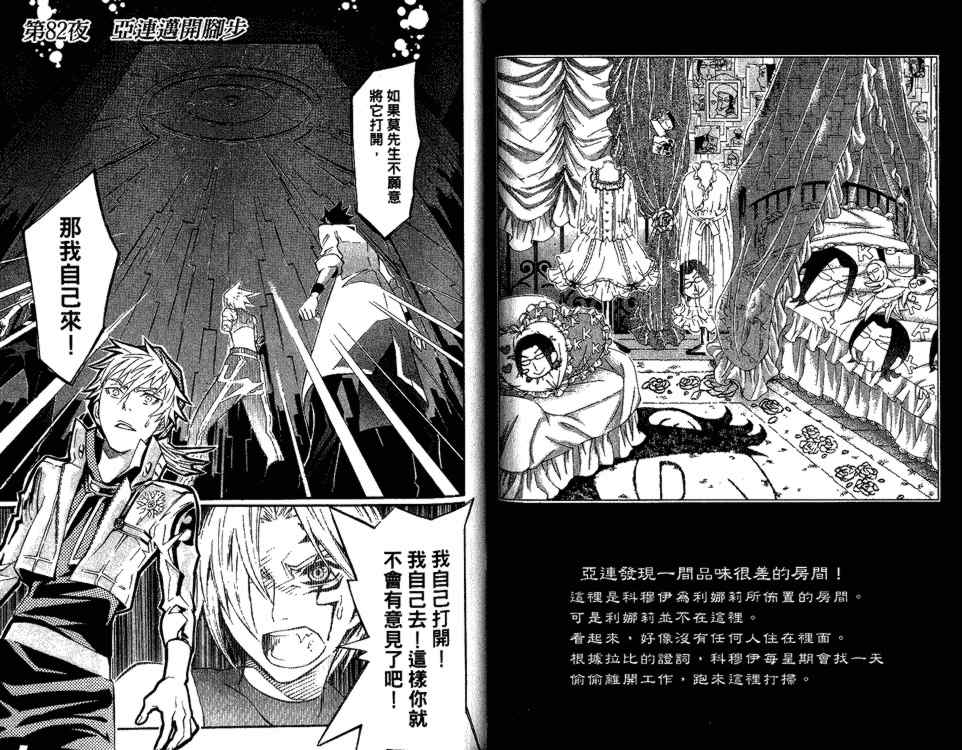 亞連發現一間品味很差的房間！
這裡是科穆伊為利娜莉所佈置的房間。
可是利娜莉並不在這裡。
看起來，好像沒有任何人住在裡面。
根據拉比的證詞，科穆伊每星期會找一天
偷偷離開工作，跑來這裡打掃。
第82夜　亞連邁開腳步
如果莫先生不願意
將它打開，
那我自己來！
我自己打開！
我自己去！這樣你就
不會有意見了吧！